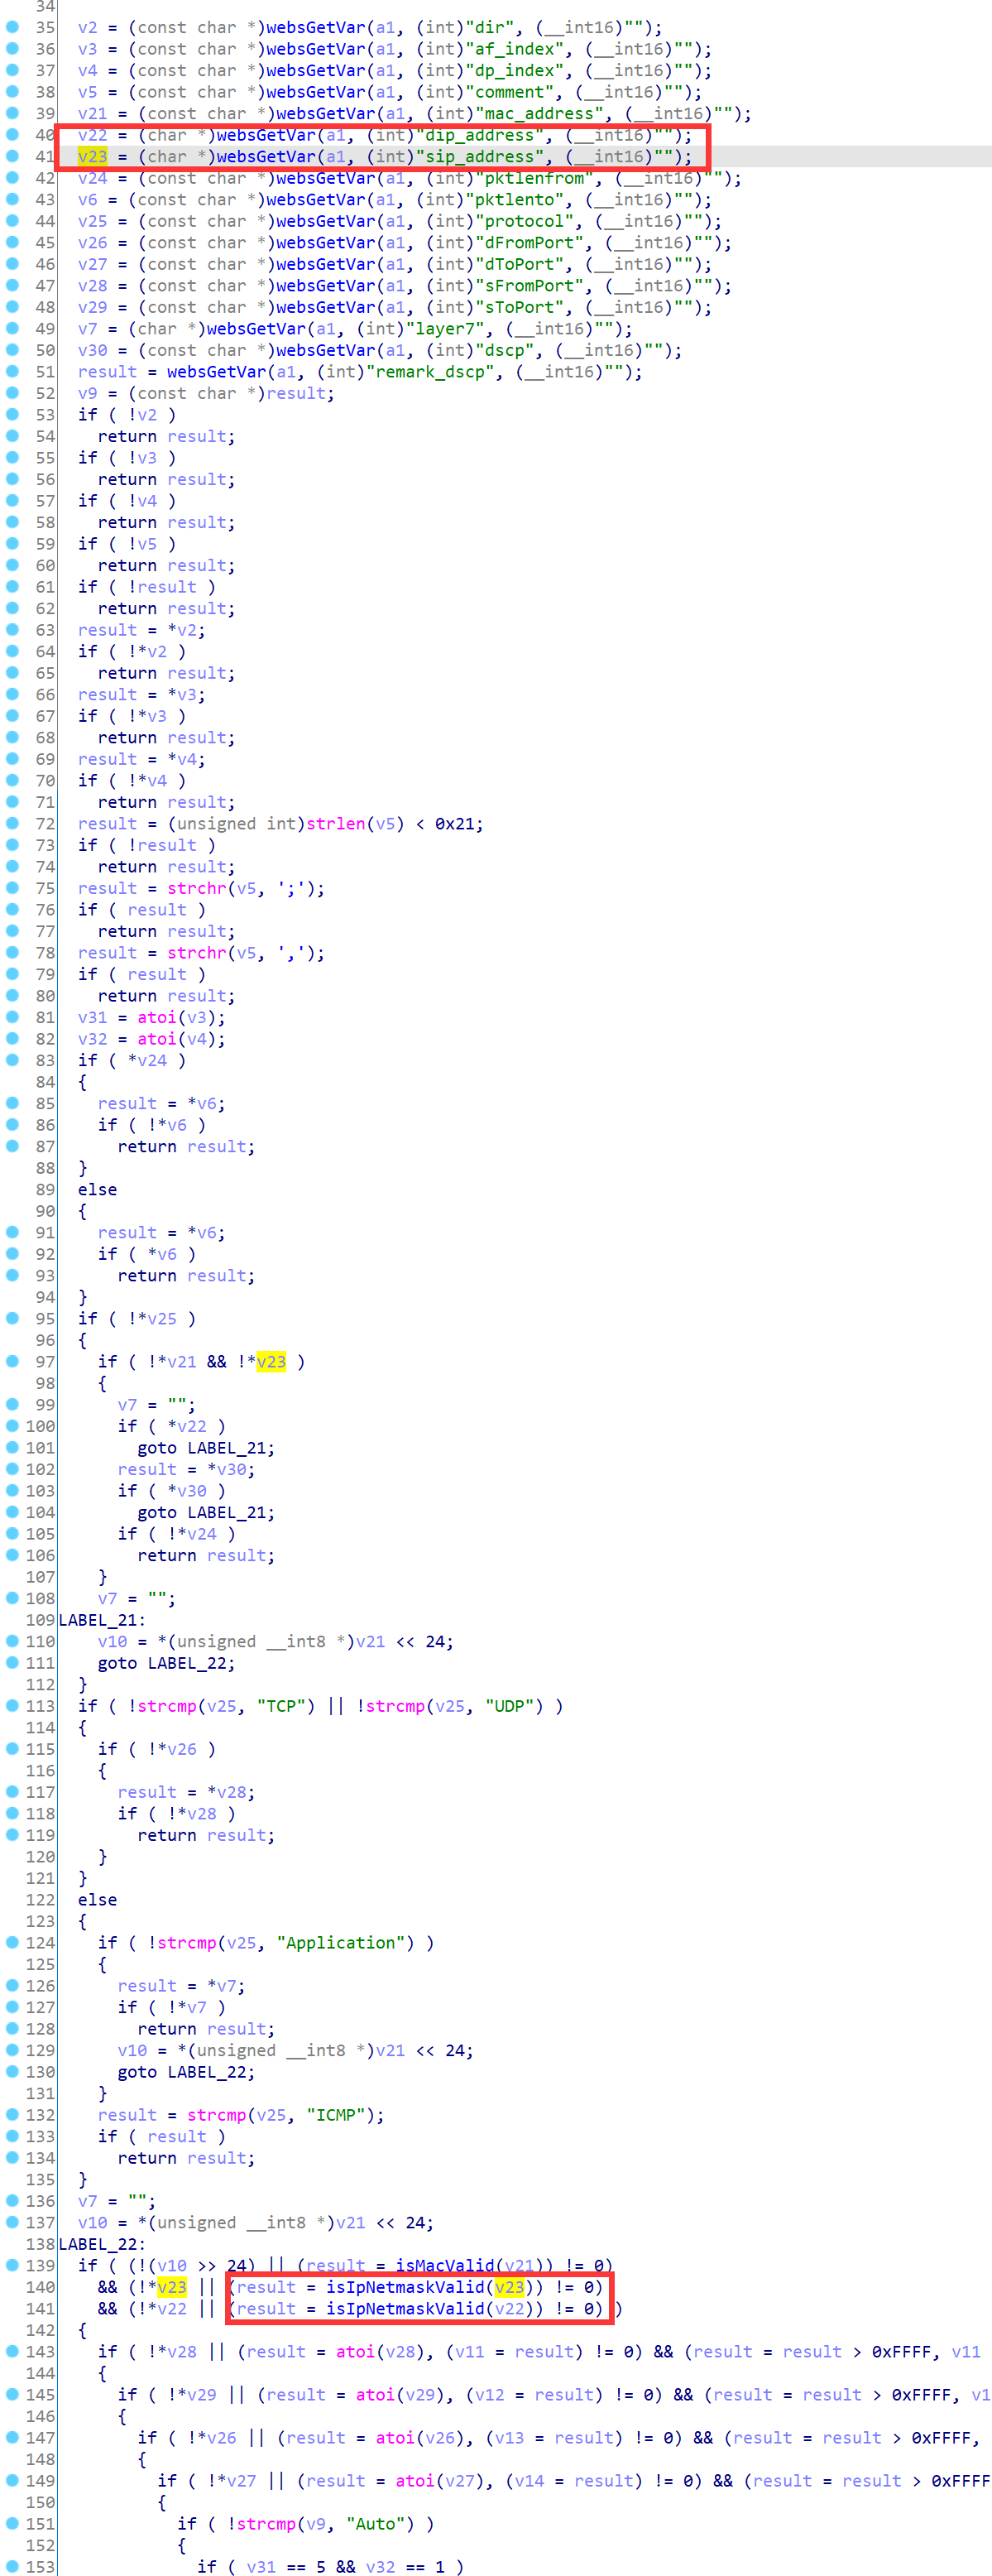 34
35 v2 = (const char *)websGetVar(a1, (int)"dir", (__int16)"");
36 v3 = (const char *)websGetVar(a1, (int)"af_index", (__int16)"");
37 v4 = (const char *)websGetVar(a1, (int)"dp_index", (__int16)"");
38 v5 = (const char *)websGetVar(a1, (int)"comment", (__int16)"");
39 v21 = (const char *)websGetVar(a1, (int)"mac_address", (__int16)"");
40 v22 = (char *)websGetVar(a1, (int)"dip_address", (__int16)"");
41 v23 = (char *)websGetVar(a1, (int)"sip_address", (__int16)"");
42 v24 = (const char *)websGetVar(a1, (int)"pktlenfrom", (__int16)"");
43 v6 = (const char *)websGetVar(a1, (int)"pktlento", (__int16)"");
44 v25 = (const char *)websGetVar(a1, (int)"protocol", (__int16)"");
45 v26 = (const char *)websGetVar(a1, (int)"dFromPort", (__int16)"");
46 v27 = (const char *)websGetVar(a1, (int)"dToPort", (__int16)"");
47 v28 = (const char *)websGetVar(a1, (int)"sFromPort", (__int16)"");
48 v29 = (const char *)websGetVar(a1, (int)"sToPort", (__int16)"");
49 v7 = (char *)websGetVar(a1, (int)"layer7", (__int16)"");
50 v30 = (const char *)websGetVar(a1, (int)"dscp", (__int16)"");
51 result = websGetVar(a1, (int)"remark_dscp", (__int16)"");
52 v9 = (const char *)result;
53 if ( !v2 )
54 return result;
55 if ( !v3 )
56 return result;
57 if ( !v4 )
58 return result;
59 if ( !v5 )
60 return result;
61 if ( !result )
62 return result;
63 result = *v2;
64 if ( !*v2 )
65 return result;
66 result = *v3;
67 if ( !*v3 )
68 return result;
69 result = *v4;
70 if ( !*v4 )
71 return result;
72 result = (unsigned int)strlen(v5) < 0x21;
73 if ( !result )
74 return result;
75 result = strchr(v5, ';');
76 if ( result )
77 return result;
78 result = strchr(v5, ',');
79 if ( result )
80 return result;
81 v31 = atoi(v3);
82 v32 = atoi(v4);
83 if ( *v24 )
84 {
85 result = *v6;
86 if ( !*v6 )
87 return result;
88 }
89 else
90 {
91 result = *v6;
92 if ( *v6 )
93 return result;
94 }
95 if ( !*v25 )
96 {
97 if ( !*v21 && !*v23 )
98 {
99 v7 = "";
100 if ( *v22 )
101 goto LABEL_21;
102 result = *v30;
103 if ( *v30 )
104 goto LABEL_21;
105 if ( !*v24 )
106 return result;
107 }
108 v7 = "";
109 LABEL_21:
110 v10 = *(unsigned __int8 *)v21 << 24;
111 goto LABEL_22;
112 }
113 if ( !strcmp(v25, "TCP") || !strcmp(v25, "UDP") )
114 {
115 if ( !*v26 )
116 {
117 result = *v28;
118 if ( !*v28 )
119 return result;
120 }
121 }
122 else
123 {
124 if ( !strcmp(v25, "Application") )
125 {
126 result = *v7;
127 if ( !*v7 )
128 return result;
129 v10 = *(unsigned __int8 *)v21 << 24;
130 goto LABEL_22;
131 }
132 result = strcmp(v25, "ICMP");
133 if ( result )
134 return result;
135 }
136 v7 = "";
137 v10 = *(unsigned __int8 *)v21 << 24;
138 LABEL_22:
139 if ( (!(v10 >> 24) || (result = isMacValid(v21)) != 0)
140 && (!*v23 || (result = isIpNetmaskValid(v23)) != 0)
141 && (!*v22 || (result = isIpNetmaskValid(v22)) != 0) )
142 {
143 if ( !*v28 || (result = atoi(v28), (v11 = result) != 0) && (result = result > 0xFFFF, v11
144 {
145 if ( !*v29 || (result = atoi(v29), (v12 = result) != 0) && (result = result > 0xFFFF, v1
146 {
147 if ( !*v26 || (result = atoi(v26), (v13 = result) != 0) && (result = result > 0xFFFF,
148 {
149 if ( !*v27 || (result = atoi(v27), (v14 = result) != 0) && (result = result > 0xFFFF
150 {
151 if ( !strcmp(v9, "Auto") )
152 {
153 if ( v31 == 5 && v32 == 1 )